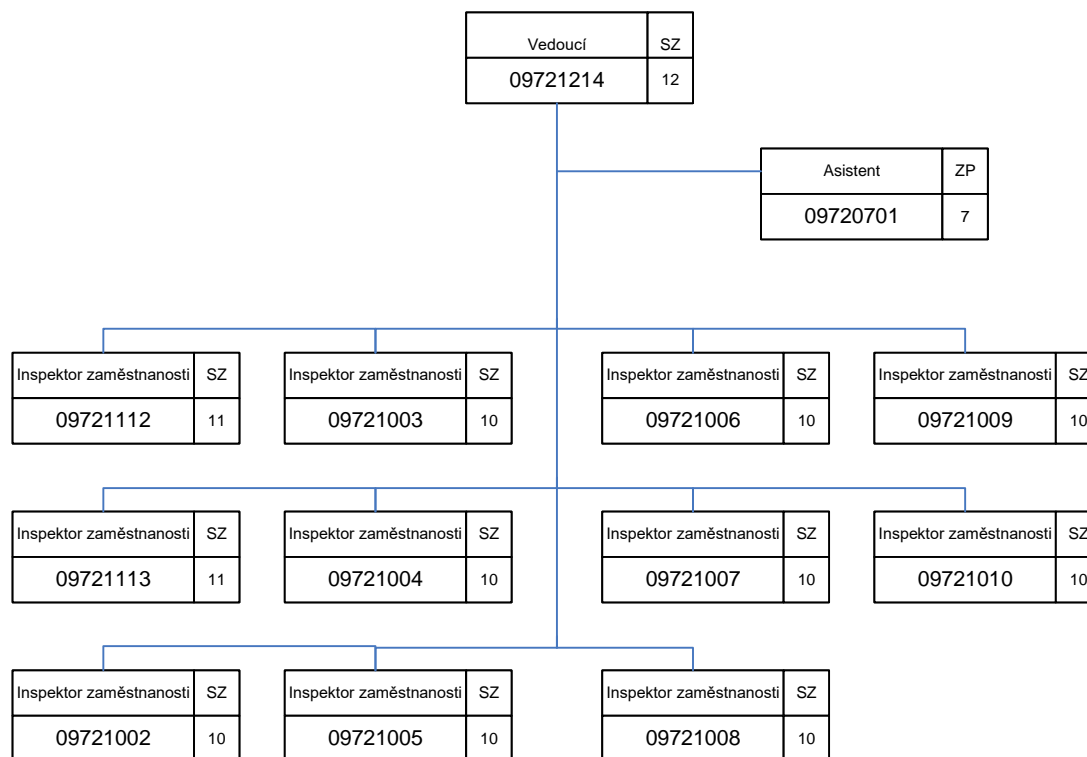 Vedoucí SZ
09721214 12
Asistent ZP
09720701 7
Inspektor zaměstnanosti SZ Inspektor zaměstnanosti SZ Inspektor zaměstnanosti SZ Inspektor zaměstnanosti SZ
09721112 11 09721003 10 09721006 10 09721009 10
Inspektor zaměstnanosti SZ Inspektor zaměstnanosti SZ Inspektor zaměstnanosti SZ Inspektor zaměstnanosti SZ
09721113 11 09721004 10 09721007 10 09721010 10
Inspektor zaměstnanosti SZ Inspektor zaměstnanosti SZ Inspektor zaměstnanosti SZ
09721002 10 09721005 10 09721008 10